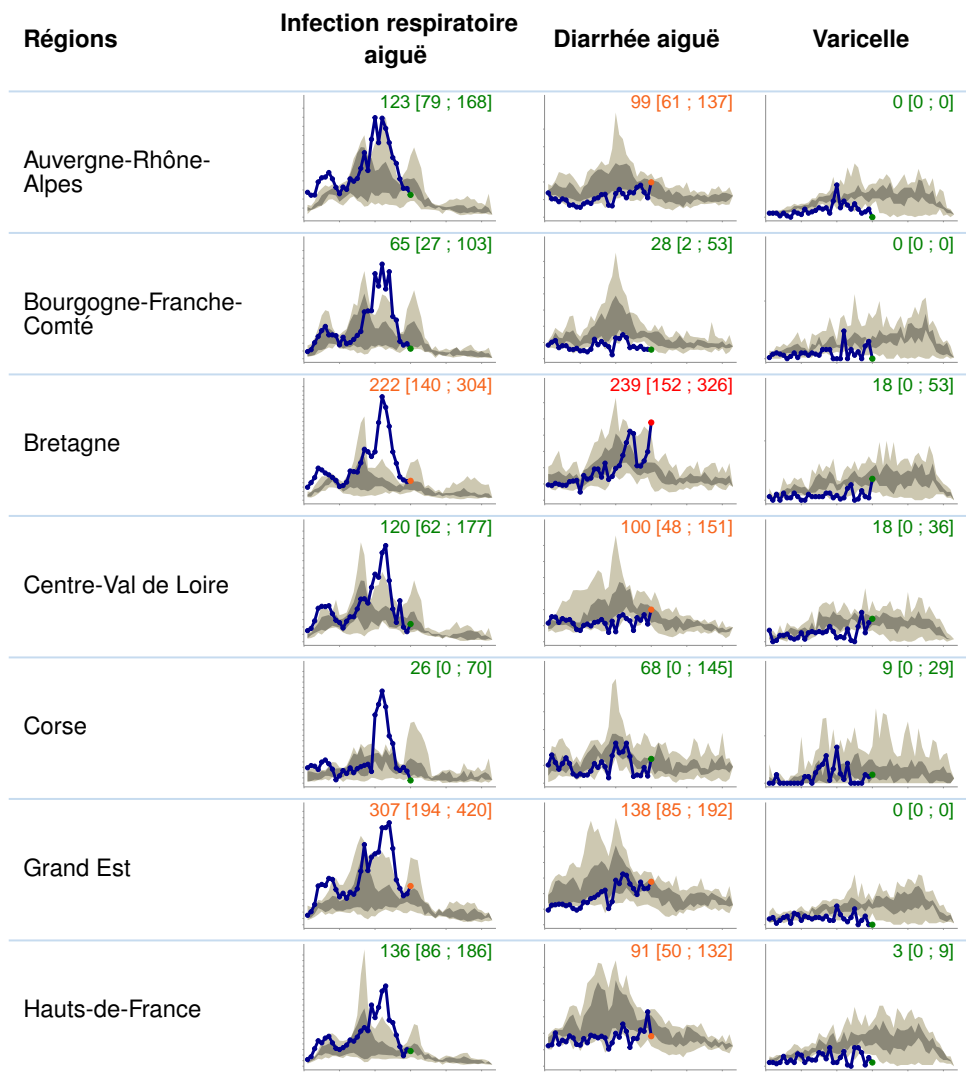 Régions
Infection respiratoire
aiguë
Diarrhée aiguë
Varicelle
Auvergne-Rhône-
Alpes
123 [79 ; 168]
99 [61 ; 137]
0 [0 ; 0]
Bourgogne-Franche-
Comté
65 [27 ; 103]
28 [2 ; 53]
0 [0 ; 0]
Bretagne
222 [140 ; 304]
239 [152 ; 326]
18 [0 ; 53]
Centre-Val de Loire
120 [62 ; 177]
100 [48 ; 151]
18 [0 ; 36]
Corse
26 [0 ; 70]
68 [0 ; 145]
9 [0 ; 29]
Grand Est
307 [194 ; 420]
138 [85 ; 192]
0 [0 ; 0]
Hauts-de-France
136 [86 ; 186]
91 [50 ; 132]
3 [0 ; 9]